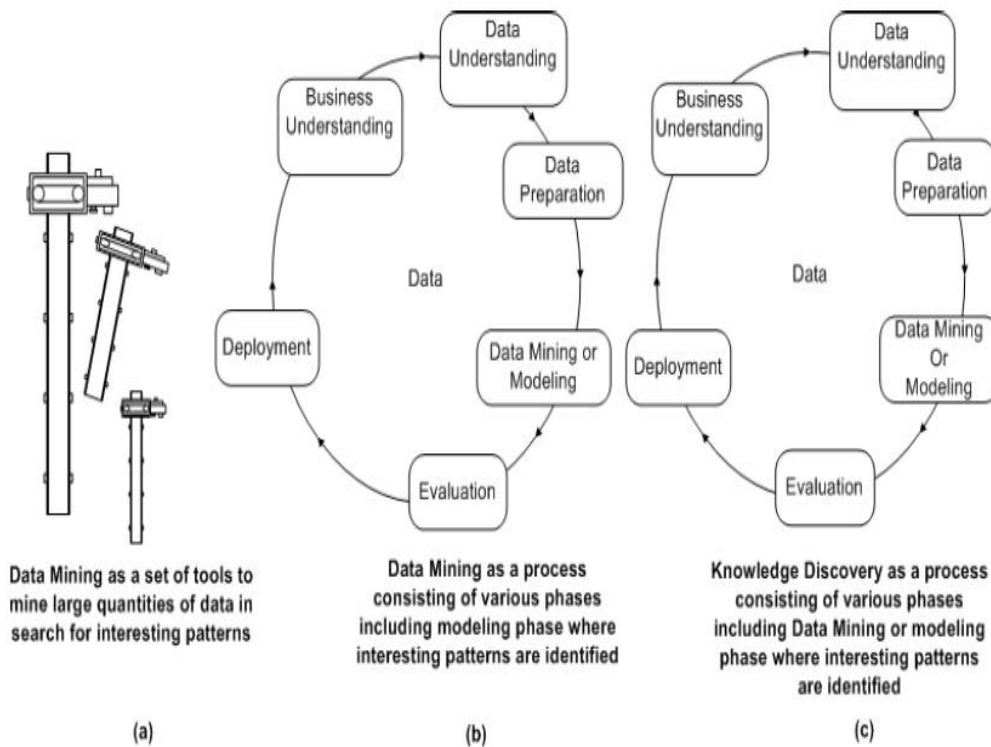 Data
Understanding
Business
Understanding
Data
Preparation
Data
Deployment
Data Mining or
Modeling
Evaluation
Data
Understanding
Business
Understanding
Data
Preparation
Data
Deployment
Data Mining
Or
Modeling
Evaluation
Data Mining as a set of tools to
mine large quantities of data in
search for interesting patterns
(a)
Data Mining as a process
consisting of various phases
including modeling phase where
interesting patterns are identified
(b)
Knowledge Discovery as a process
consisting of various phases
including Data Mining or modeling
phase where interesting patterns
are identified
(c)